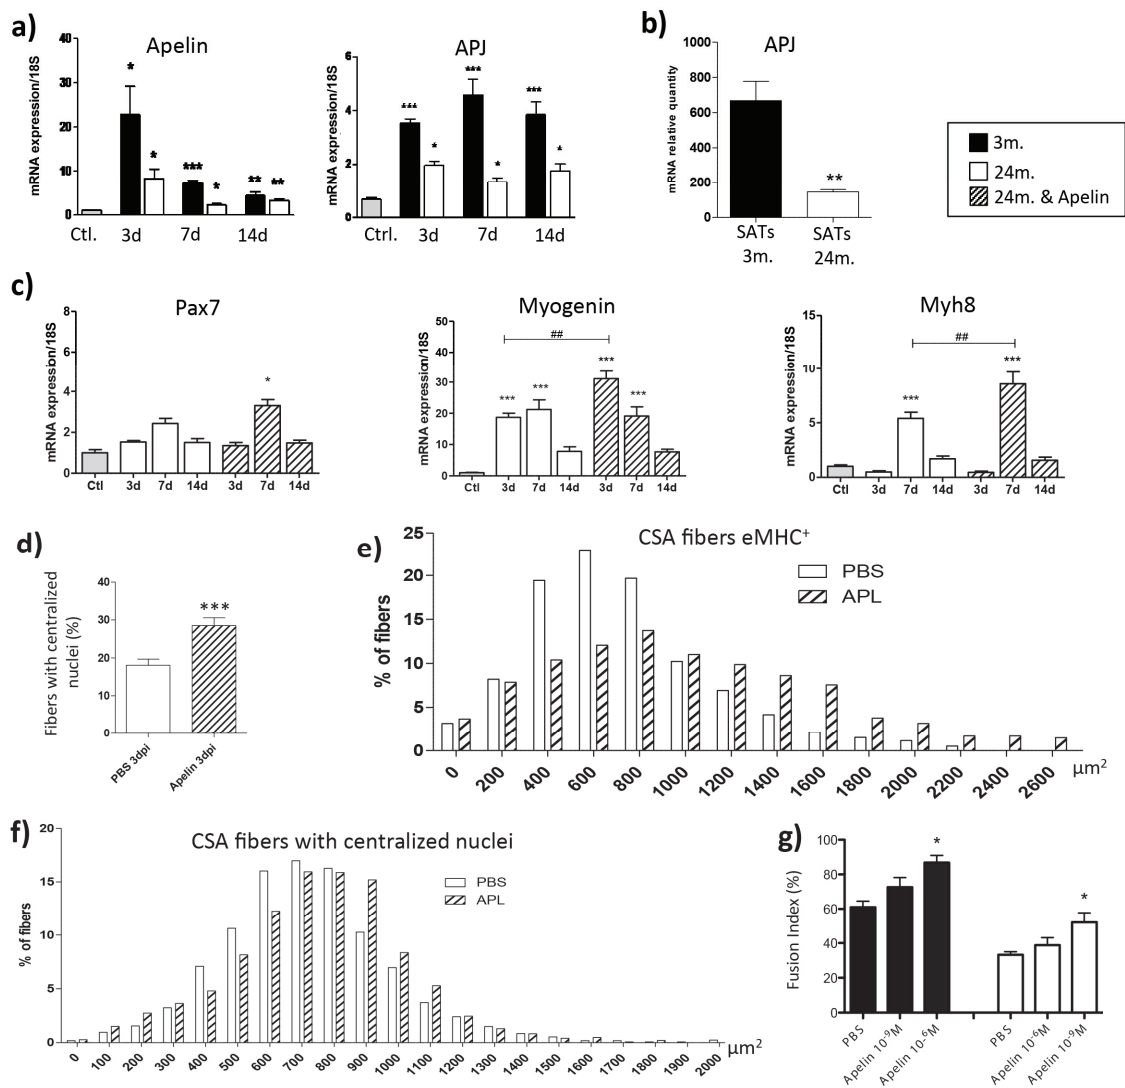 a)
Apelin
mRNA expression/18S
40
30
20
10
0
*
*
***
*
**
**
Ctl.
3d
7d
14d
APJ
mRNA expression/18S
6
4
2
0
***
*
***
*
***
*
Ctrl.
3d
7d
14d
b)
APJ
mRNA relative quantity
1000
800
600
400
200
0
**
SATs
3m.
SATs
24m.
3m.
24m.
24m. & Apelin
c)
Pax7
mRNA expression/18S
8
6
4
2
0
*
Ctl 3d 7d 14d 3d 7d 14d
Myogenin
mRNA expression/18S
50
40
30
20
10
0
##
*** *** *** ***
Ctl 3d 7d 14d 3d 7d 14d
Myh8
mRNA expression/18S
15
10
5
0
##
*** ***
Ctl 3d 7d 14d 3d 7d 14d
d)
Fibers with centralized
nuclei (%)
40
30
20
10
0
***
PBS 3dpi
Apelin 3dpi
e)
CSA fibers eMHC+
PBS
APL
% of fibers
25
20
15
10
5
0
0 200 400 600 800 1000 1200 1400 1600 1800 2000 2200 2400 2600
µm²
f)
CSA fibers with centralized nuclei
PBS
APL
% of fibers
20
15
10
5
0
0 100 200 300 400 500 600 700 800 900 1000 1100 1200 1300 1400 1500 1600 1700 1800 1900 2000
µm²
g)
Fusion Index (%)
100
80
60
40
20
0
*
*
PBS
Apelin 10⁻⁹M
Apelin 10⁻⁶M
PBS
Apelin 10⁻⁶M
Apelin 10⁻⁹M